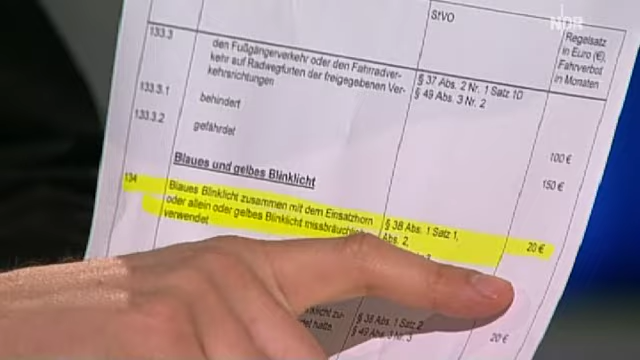 NDR
StVO
Regelsatz
in Euro (€),
Fahrverbot
in Monaten
133.3
den Fußgängerverkehr oder den Fahrradver-
kehr auf Radwegfurten der freigegebenen Ver-
kehrsrichtungen
§ 37 Abs. 2 Nr. 1 Satz 10
§ 49 Abs. 3 Nr. 2
133.3.1
behindert
100 €
133.3.2
gefährdet
150 €
Blaues und gelbes Blinklicht
134
Blaues Blinklicht zusammen mit dem Einsatzhorn
oder allein oder gelbes Blinklicht missbräuchlich
verwendet
§ 38 Abs. 1 Satz 1,
Abs. 2,
20 €
§ 38 Abs. 1 Satz 2
§ 49 Abs. 3 Nr. 3
20 €